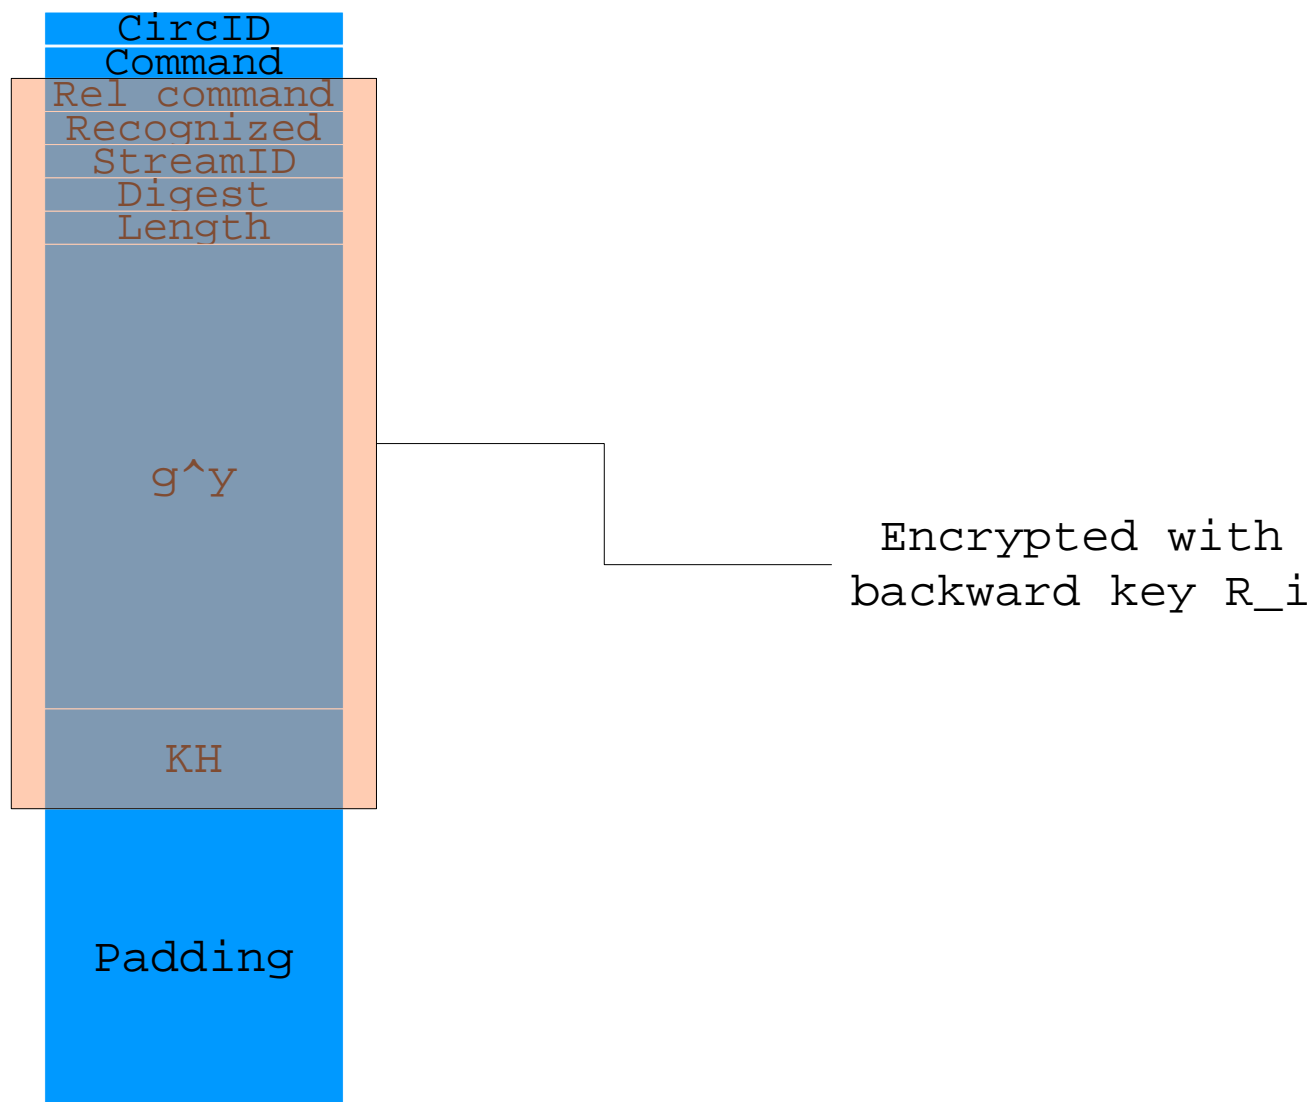 CircID
Command
Rel command
Recognized
StreamID
Digest
Length
g^y
Encrypted with
backward key R_i
KH
Padding